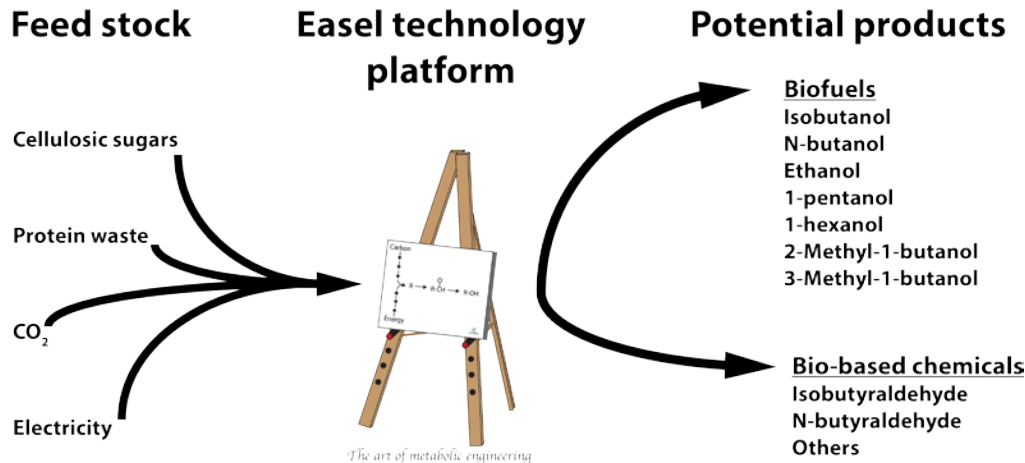 Feed stock
Easel technology
platform
Potential products
Cellulosic sugars
Protein waste
CO₂
Electricity
Carbon
R
R-CH
O
R-OH
Energy
The art of metabolic engineering
Biofuels
Isobutanol
N-butanol
Ethanol
1-pentanol
1-hexanol
2-Methyl-1-butanol
3-Methyl-1-butanol
Bio-based chemicals
Isobutyraldehyde
N-butyraldehyde
Others